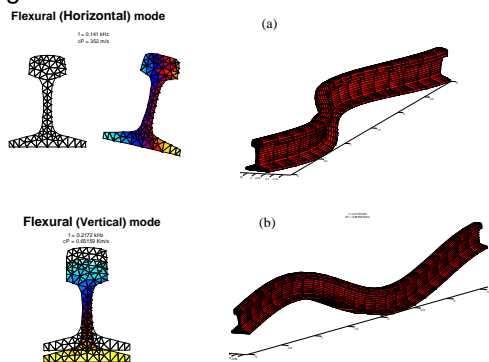 Flexural (Horizontal) mode
f = 0.141 kHz
cP = 352 m/s
(a)
Flexural (Vertical) mode
f = 0.2172 kHz
cP = 0.65159 Km/s
(b)